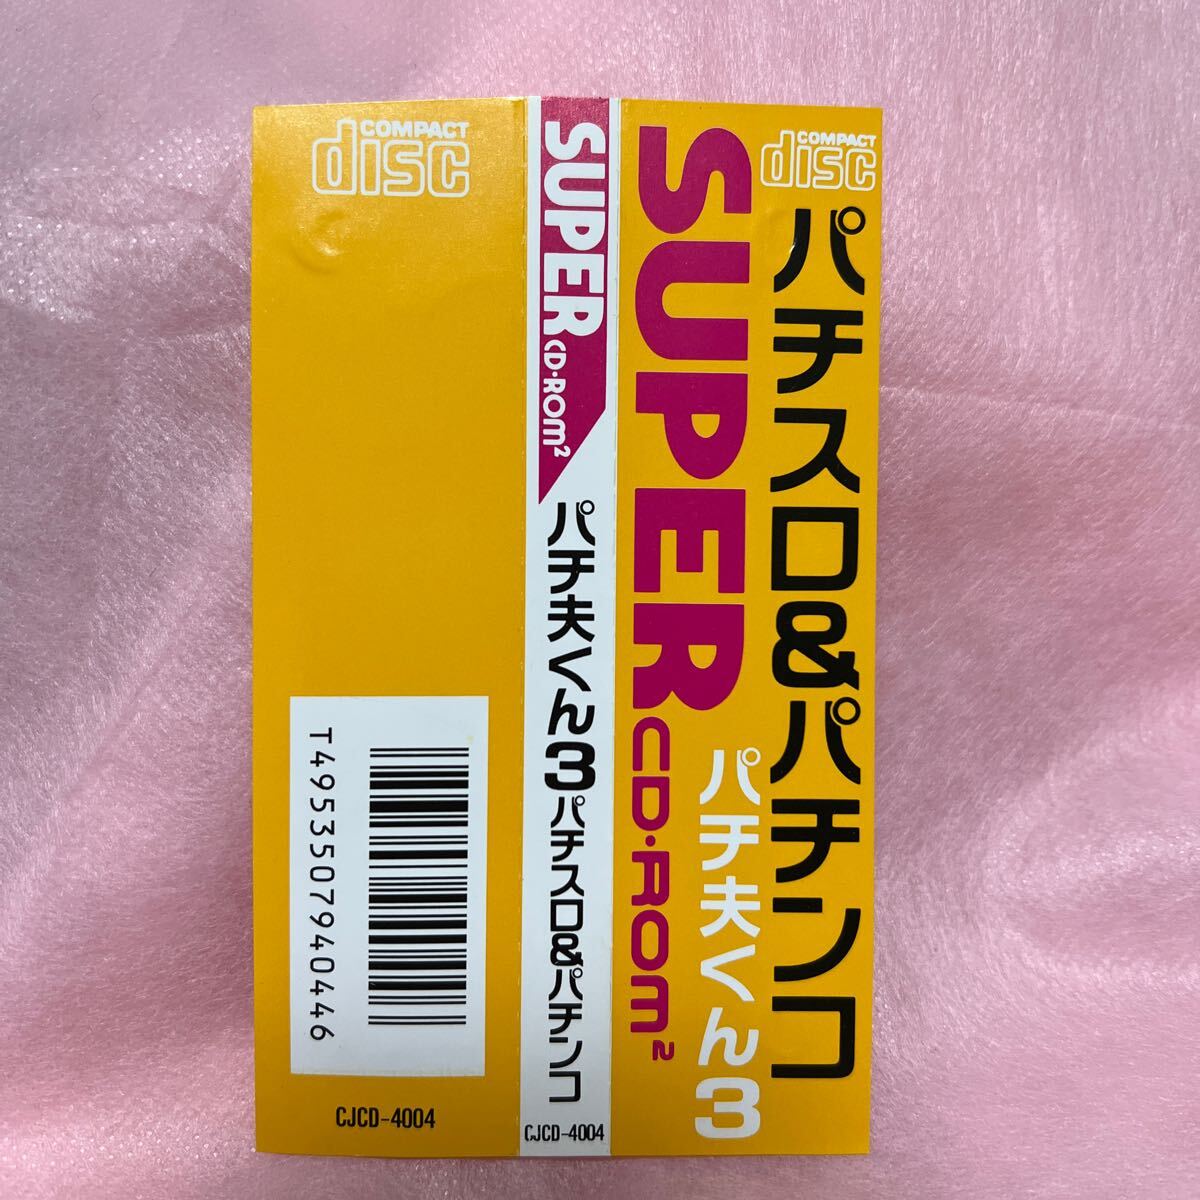 COMPACT
disc
T4953507940446
CJCD-4004
SUPER
CD・ROM²
パチ夫くん3 パチスロ&パチンコ
CJCD-4004
COMPACT
disc
パチスロ&パチンコ
SUPER CD・ROM²
パチ夫くん3